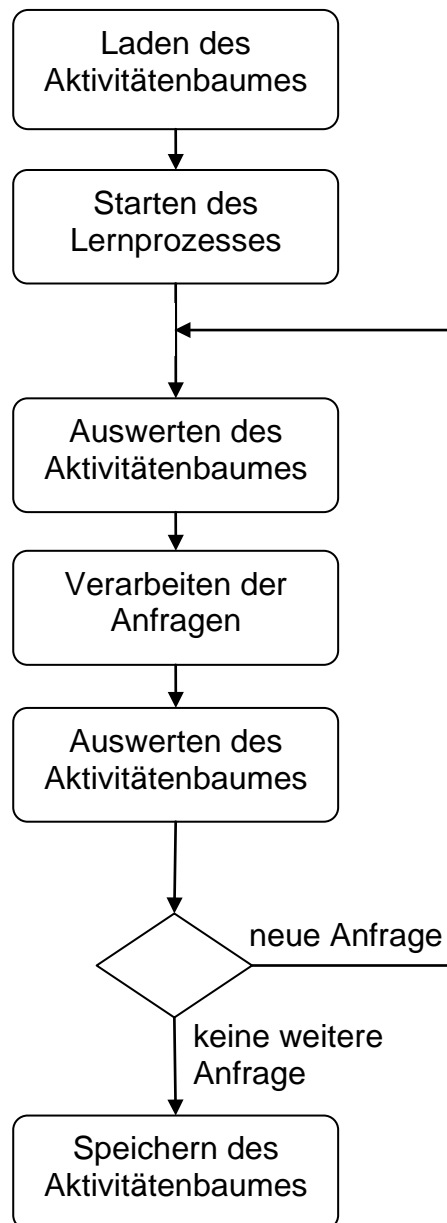 Laden des
Aktivitätenbaumes
Starten des
Lernprozesses
Auswerten des
Aktivitätenbaumes
Verarbeiten der
Anfragen
Auswerten des
Aktivitätenbaumes
neue Anfrage
keine weitere
Anfrage
Speichern des
Aktivitätenbaumes